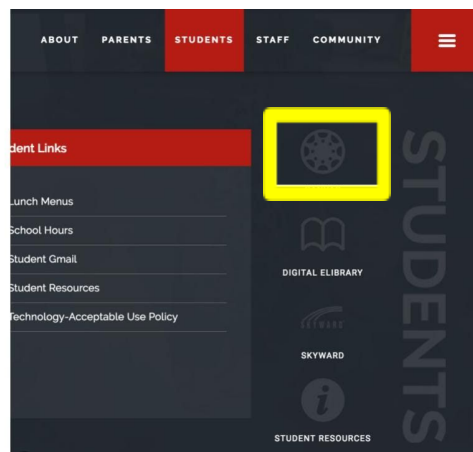 ABOUT PARENTS STUDENTS STAFF COMMUNITY
dent Links
Lunch Menus
School Hours
Student Gmail
Student Resources
Technology-Acceptable Use Policy
DIGITAL ELIBRARY
SKYWARD
SKYWARD
STUDENT RESOURCES
STUDENTS